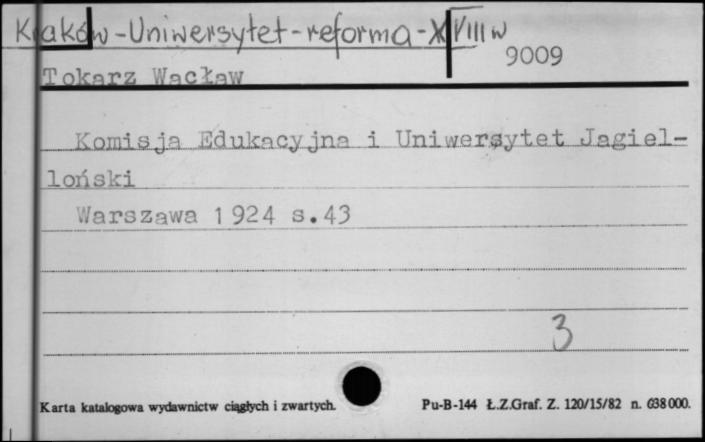 Kraków-Uniwersytet-reforma-XVIII w
9009
Tokarz Wacław
Komisja Edukacyjna i Uniwersytet Jagiel-
loński
Warszawa 1924 s.43
3
Karta katalogowa wydawnictw ciągłych i zwartych.
Pu-B-144 Ł.Z.Graf. Z. 120/15/82 n. 638000.